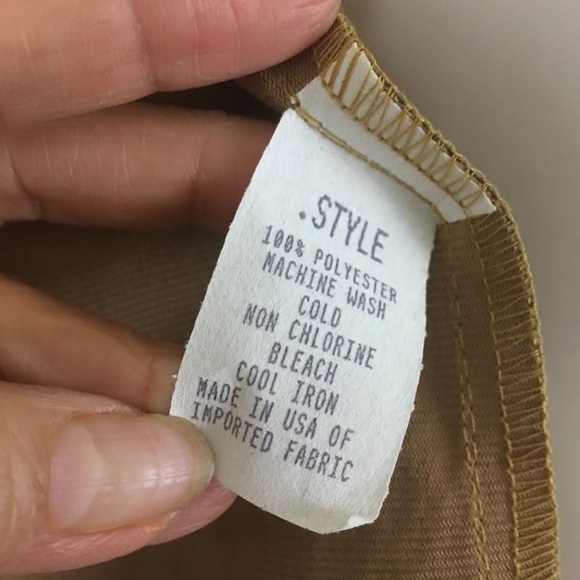 .STYLE
100% POLYESTER
MACHINE WASH
COLD
NON CHLORINE
BLEACH
COOL IRON
MADE IN USA OF
IMPORTED FABRIC